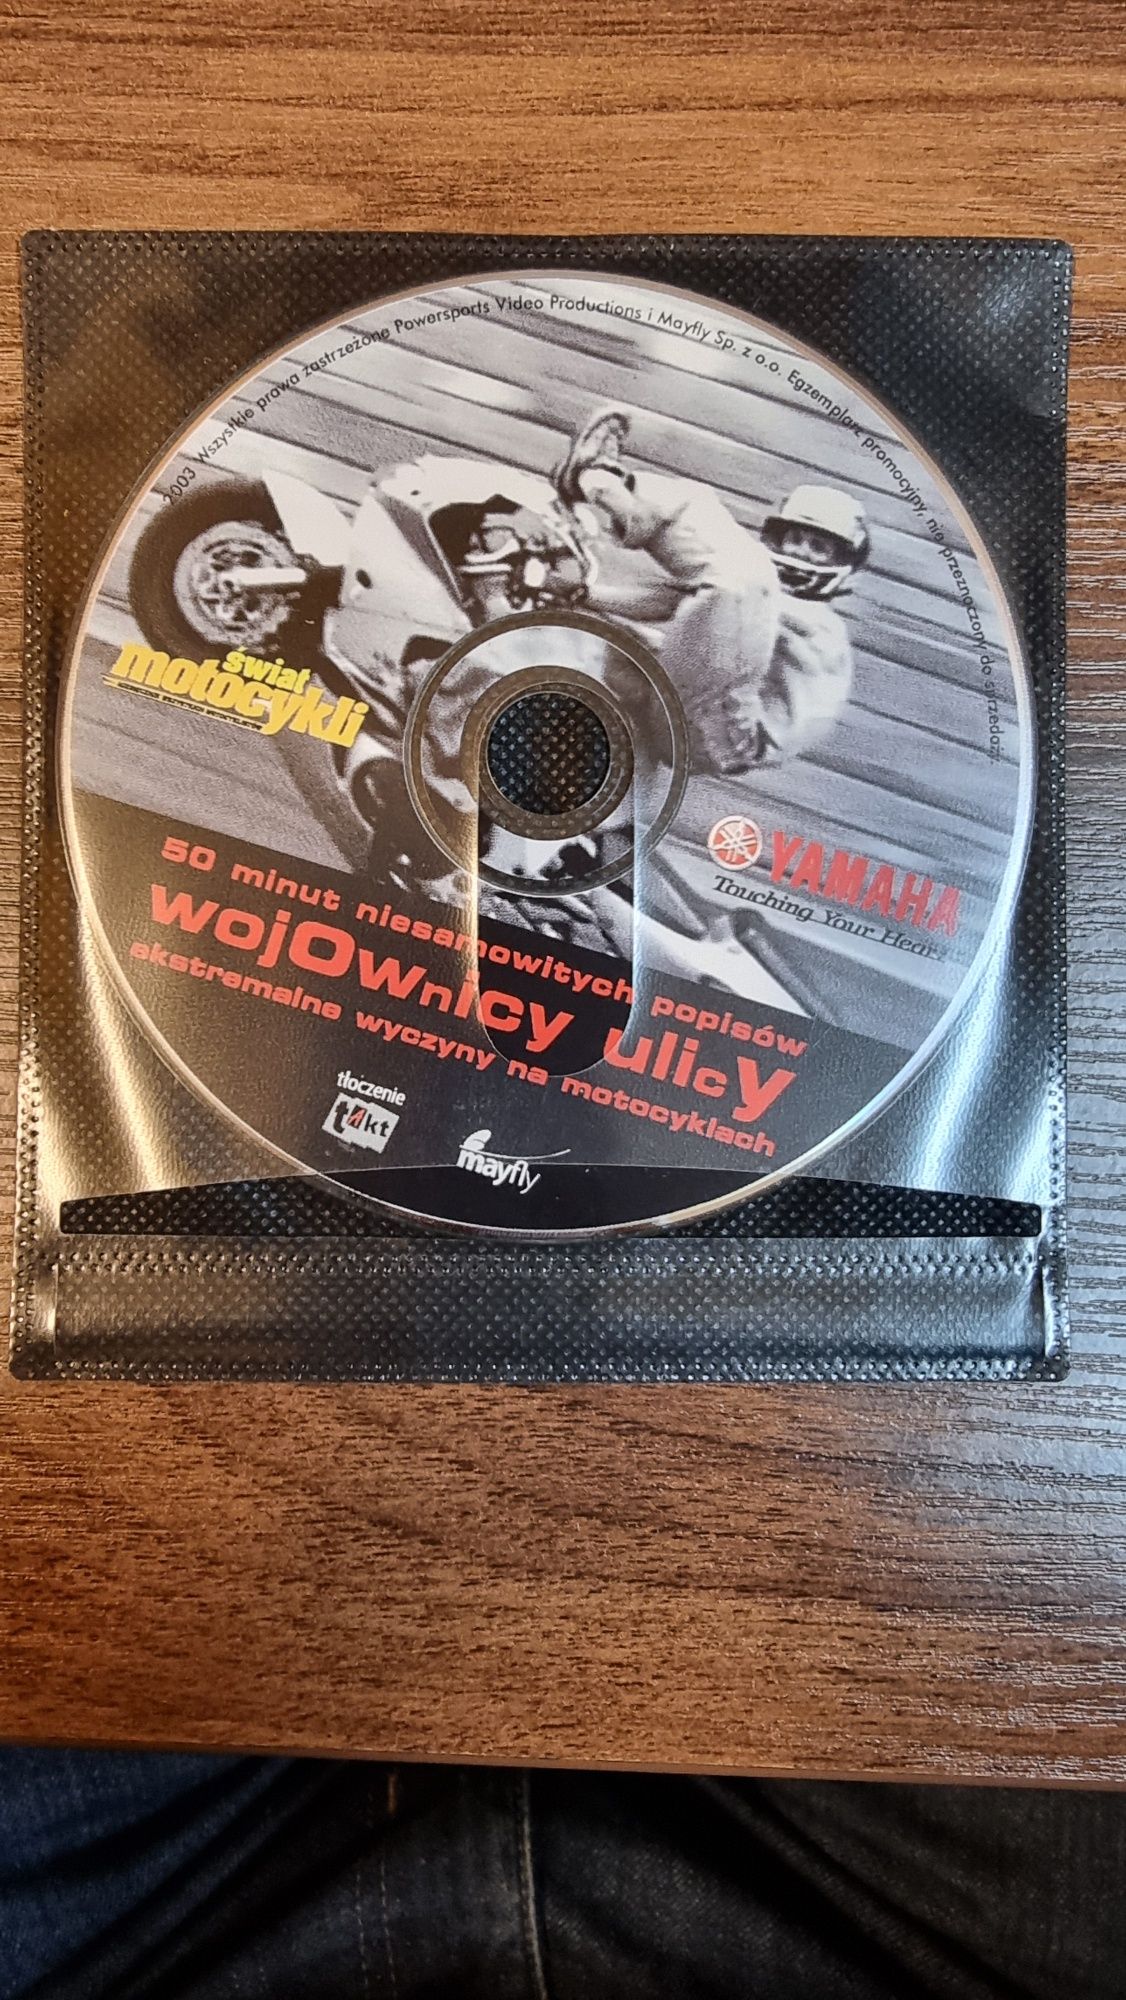 2003 Wszystkie prawa zastrzeżone Powersports Video Productions i Mayfly Sp. z o.o. Egzemplarz promocyjny, nie przeznaczony do sprzedaży.
świat
motocykli
YAMAHA
Touching Your Heart
50 minut niesamowitych popisów
wojOwnicy ulicy
ekstremalne wyczyny na motocyklach
tłoczenie
tAkt
mayfly